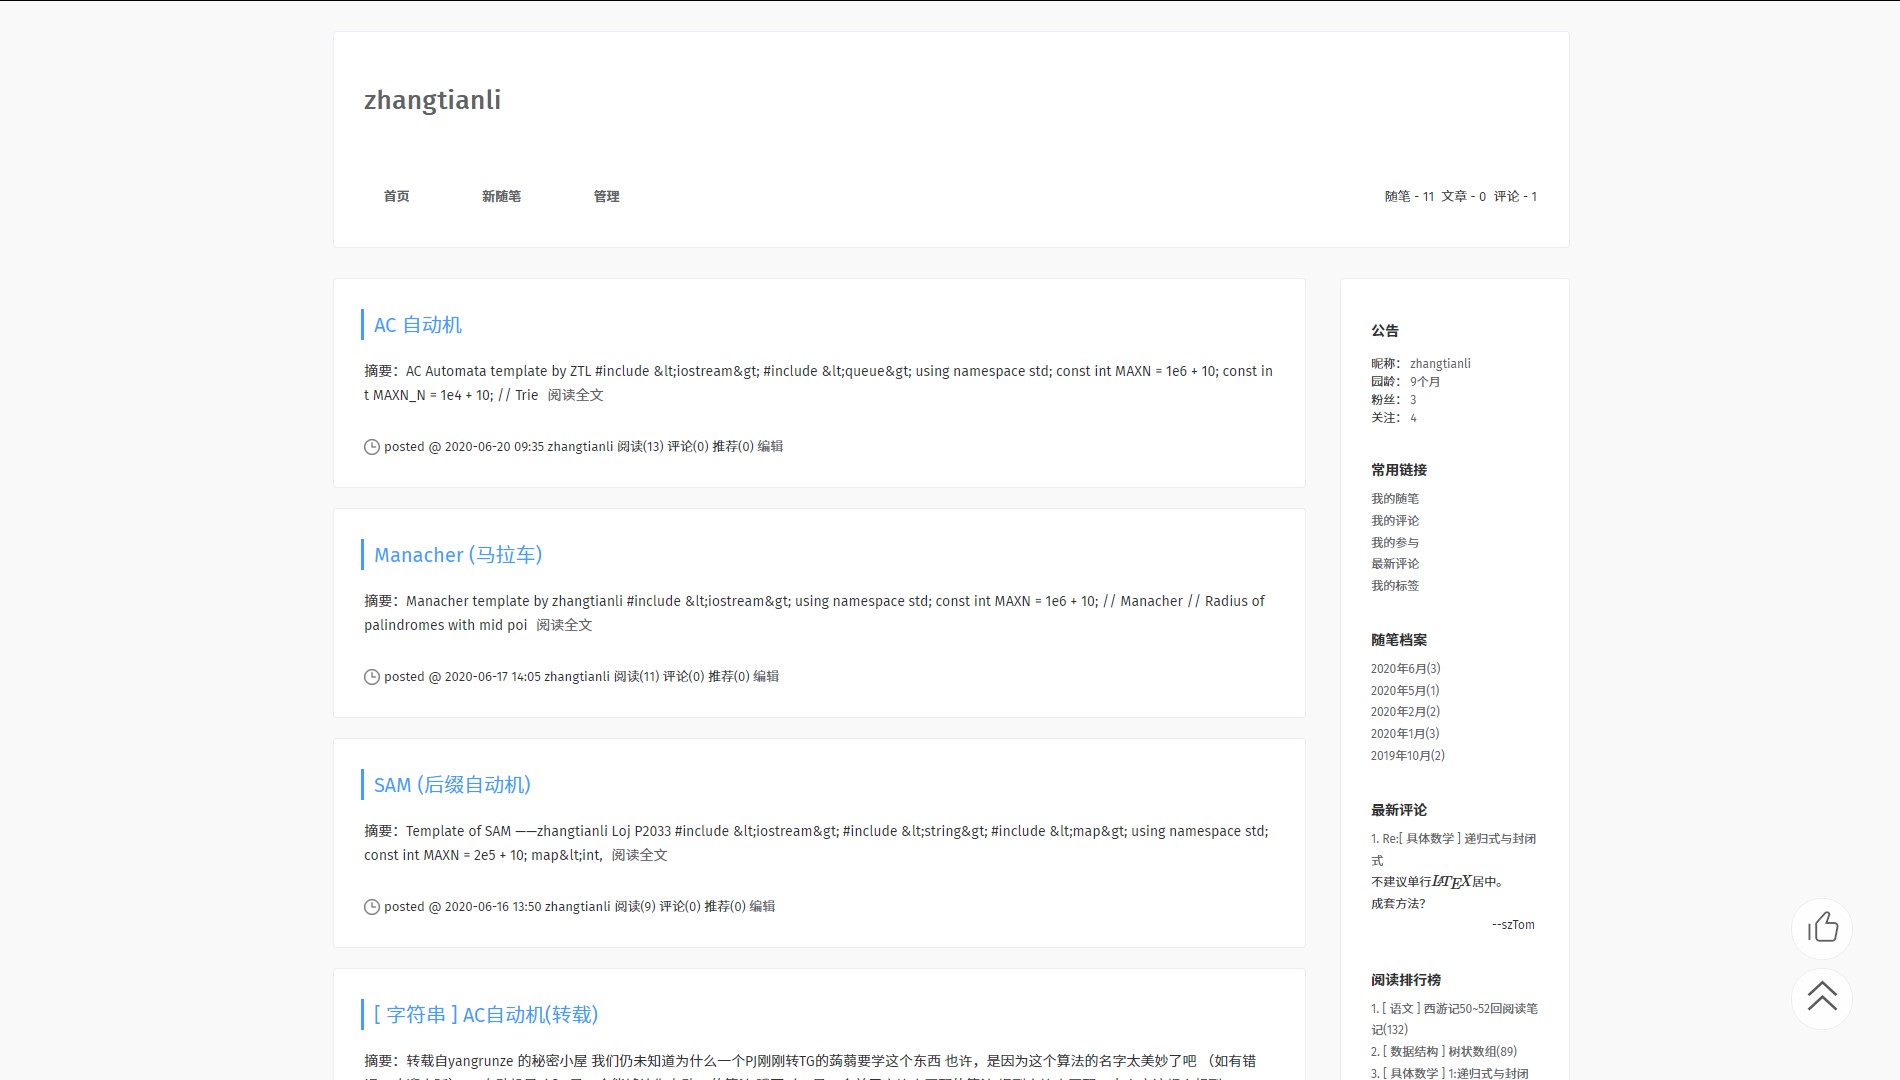 zhangtianli
首页 新随笔 管理 随笔 - 11 文章 - 0 评论 - 1
AC 自动机
摘要：AC Automata template by ZTL #include &lt;iostream&gt; #include &lt;queue&gt; using namespace std; const int MAXN = 1e6 + 10; const in
t MAXN_N = 1e4 + 10; // Trie 阅读全文
posted @ 2020-06-20 09:35 zhangtianli 阅读(13) 评论(0) 推荐(0) 编辑
Manacher (马拉车)
摘要：Manacher template by zhangtianli #include &lt;iostream&gt; using namespace std; const int MAXN = 1e6 + 10; // Manacher // Radius of
palindromes with mid poi 阅读全文
posted @ 2020-06-17 14:05 zhangtianli 阅读(11) 评论(0) 推荐(0) 编辑
SAM (后缀自动机)
摘要：Template of SAM ——zhangtianli Loj P2033 #include &lt;iostream&gt; #include &lt;string&gt; #include &lt;map&gt; using namespace std;
const int MAXN = 2e5 + 10; map&lt;int, 阅读全文
posted @ 2020-06-16 13:50 zhangtianli 阅读(9) 评论(0) 推荐(0) 编辑
[ 字符串 ] AC自动机(转载)
摘要：转载自yangrunze 的秘密小屋 我们仍未知道为什么一个PJ刚刚转TG的蒟蒻要学这个东西 也许，是因为这个算法的名字太美妙了吧 （如有错
公告
昵称： zhangtianli
园龄： 9个月
粉丝： 3
关注： 4
常用链接
我的随笔
我的评论
我的参与
最新评论
我的标签
随笔档案
2020年6月(3)
2020年5月(1)
2020年2月(2)
2020年1月(3)
2019年10月(2)
最新评论
1. Re:[ 具体数学 ] 递归式与封闭
式
不建议单行LATEX居中。
成套方法？
--szTom
阅读排行榜
1. [ 语文 ] 西游记50~52回阅读笔
记(132)
2. [ 数据结构 ] 树状数组(89)
3. [ 具体数学 ] 1:递归式与封闭